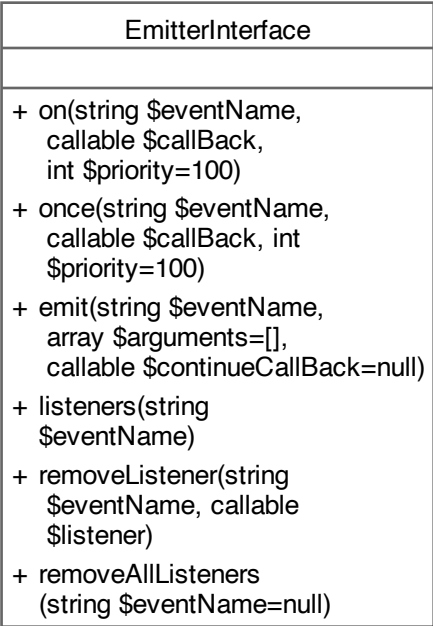 EmitterInterface
+ on(string $eventName,
callable $callBack,
int $priority=100)
+ once(string $eventName,
callable $callBack, int
$priority=100)
+ emit(string $eventName,
array $arguments=[],
callable $continueCallBack=null)
+ listeners(string
$eventName)
+ removeListener(string
$eventName, callable
$listener)
+ removeAllListeners
(string $eventName=null)